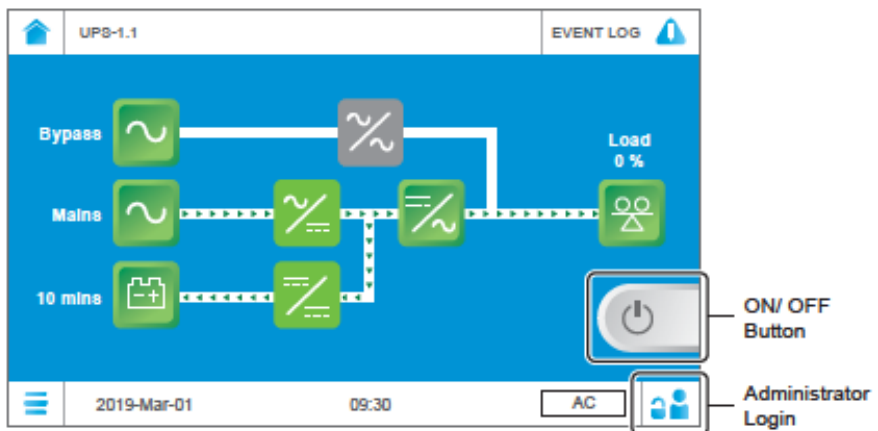 UPS-1.1
EVENT LOG
Bypass
Load
0 %
Mains
10 mins
ON/ OFF
Button
2019-Mar-01
09:30
AC
Administrator
Login